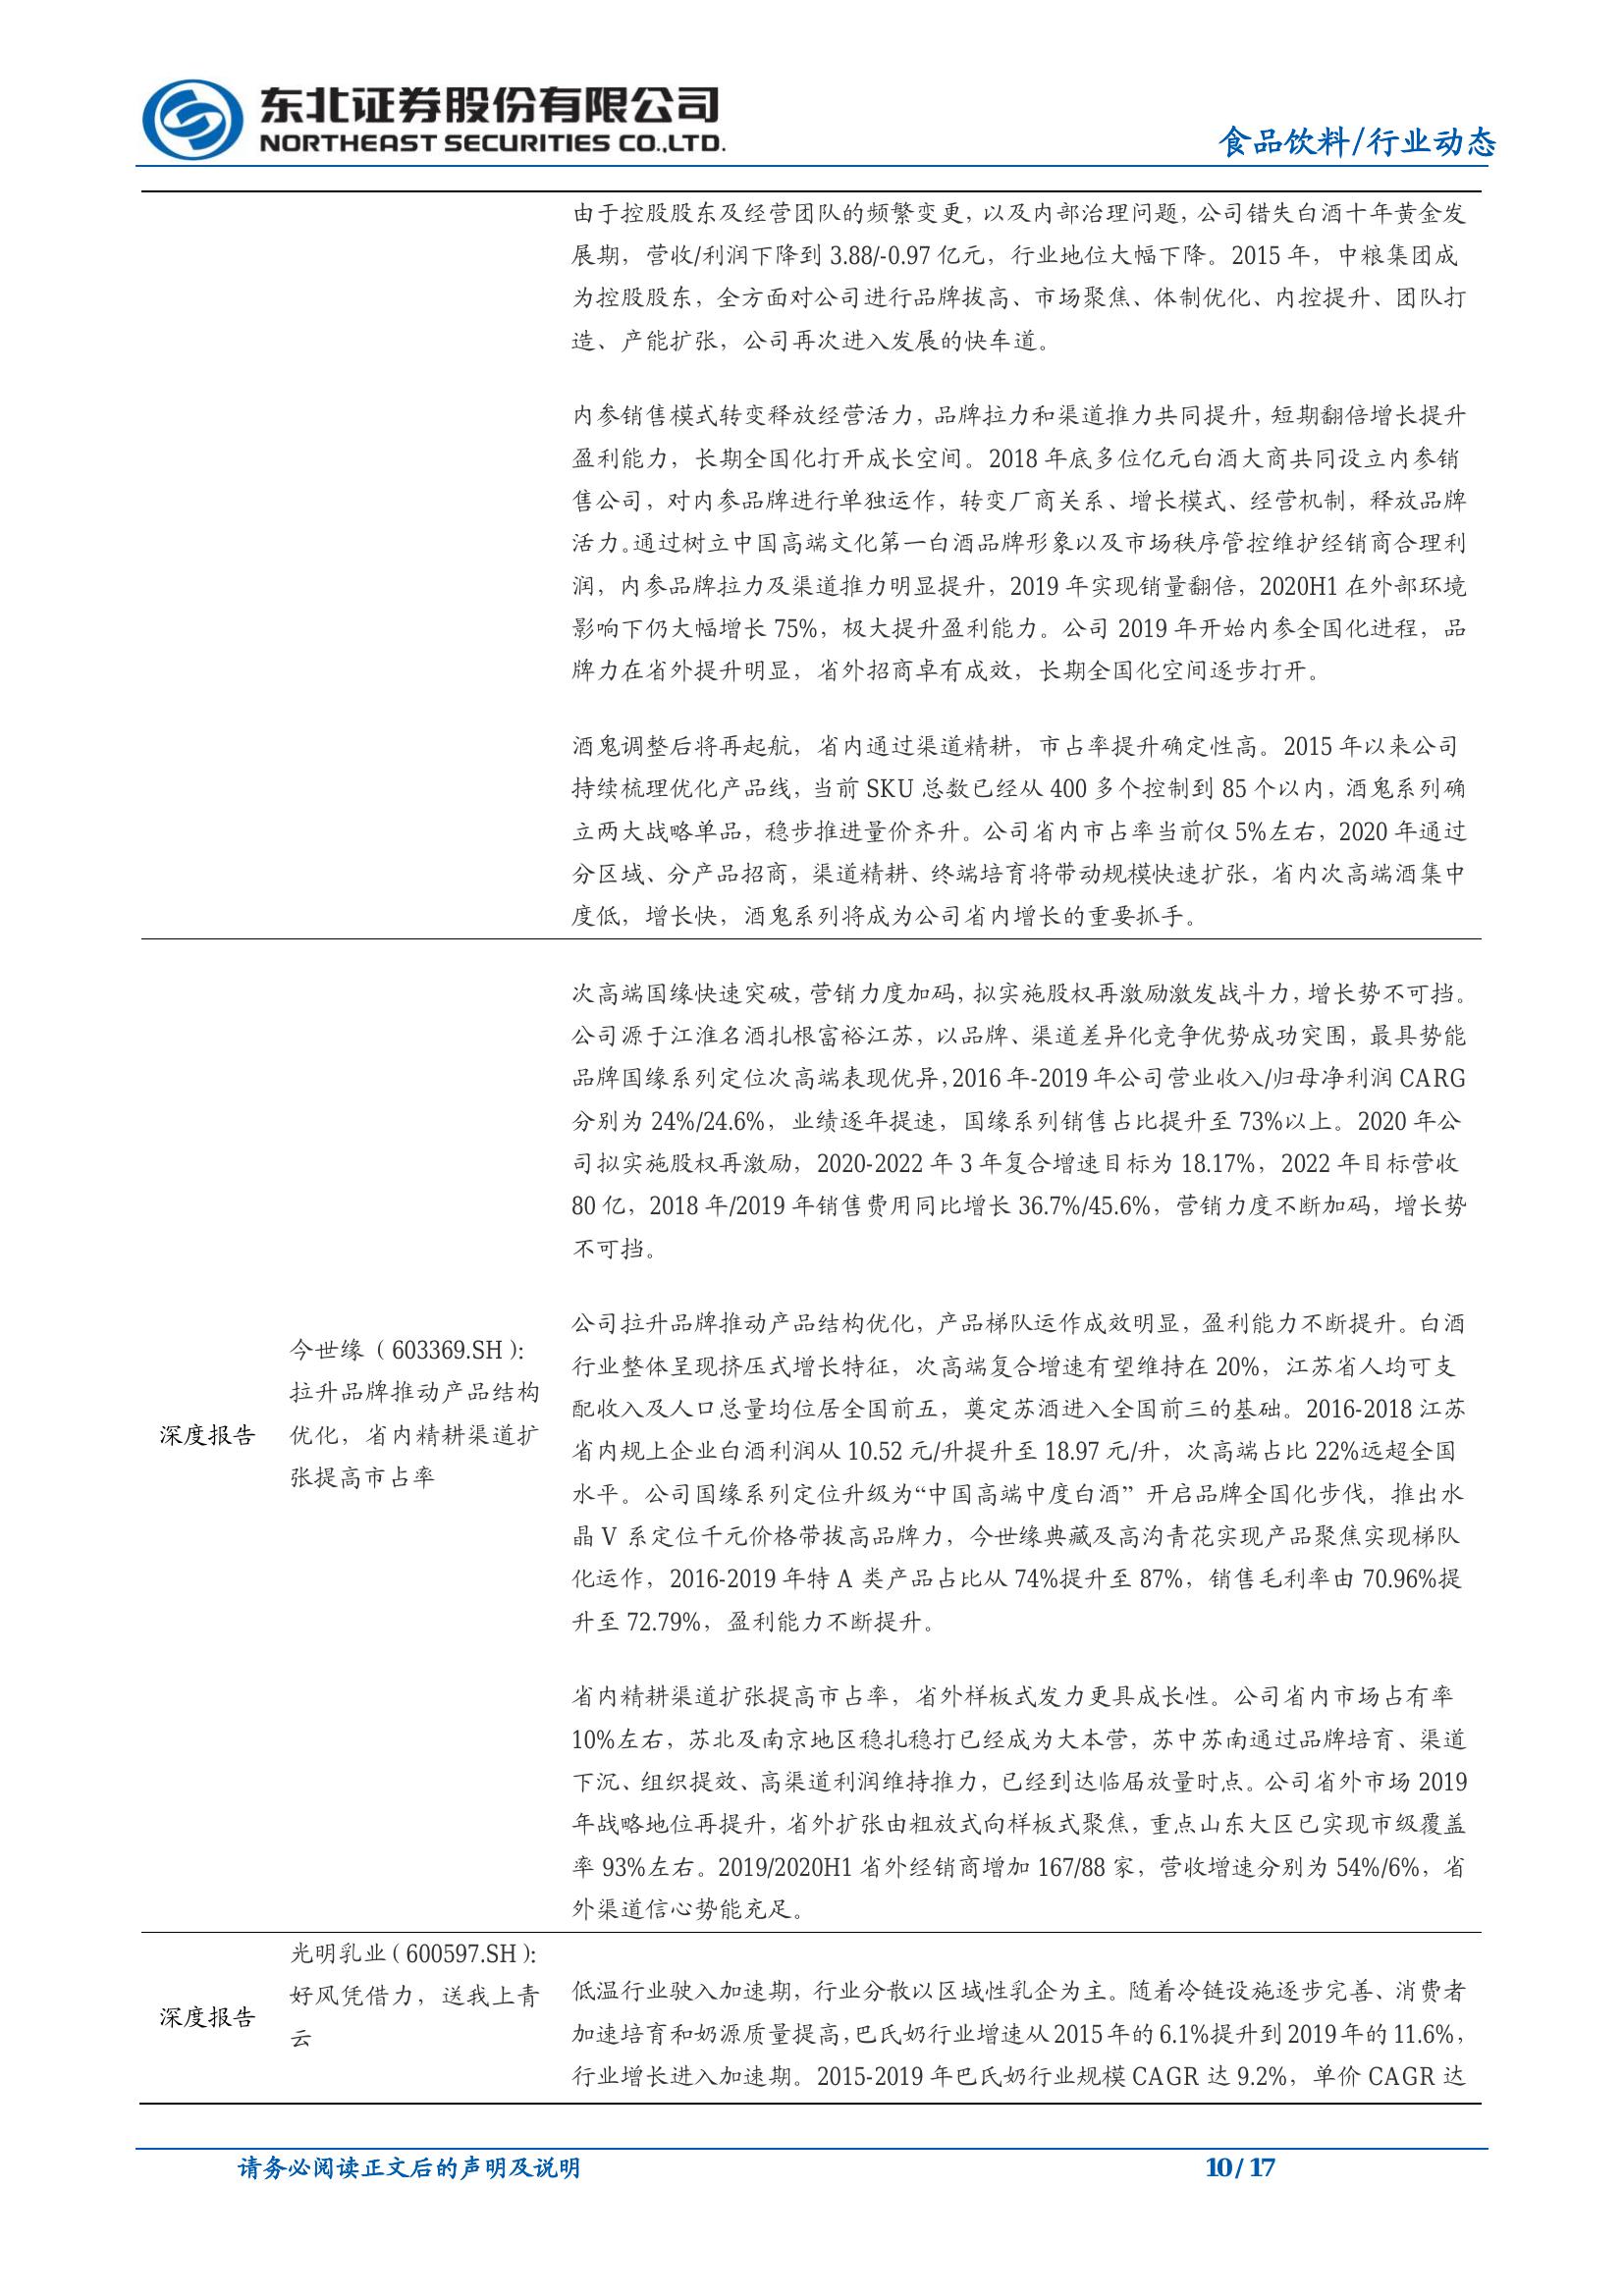 东北证券股份有限公司
NORTHEAST SECURITIES CO.,LTD.
食品饮料/行业动态
由于控股股东及经营团队的频繁变更，以及内部治理问题，公司错失白酒十年黄金发
展期，营收/利润下降到 3.88/-0.97 亿元，行业地位大幅下降。2015 年，中粮集团成
为控股股东，全方面对公司进行品牌拔高、市场聚焦、体制优化、内控提升、团队打
造、产能扩张，公司再次进入发展的快车道。
内参销售模式转变释放经营活力，品牌拉力和渠道推力共同提升，短期翻倍增长提升
盈利能力，长期全国化打开成长空间。2018 年底多位亿元白酒大商共同设立内参销
售公司，对内参品牌进行单独运作，转变厂商关系、增长模式、经营机制，释放品牌
活力。通过树立中国高端文化第一白酒品牌形象以及市场秩序管控维护经销商合理利
润，内参品牌拉力及渠道推力明显提升，2019 年实现销量翻倍，2020H1 在外部环境
影响下仍大幅增长 75%，极大提升盈利能力。公司 2019 年开始内参全国化进程，品
牌力在省外提升明显，省外招商卓有成效，长期全国化空间逐步打开。
酒鬼调整后将再起航，省内通过渠道精耕，市占率提升确定性高。2015 年以来公司
持续梳理优化产品线，当前 SKU 总数已经从 400 多个控制到 85 个以内，酒鬼系列确
立两大战略单品，稳步推进量价齐升。公司省内市占率当前仅 5%左右，2020 年通过
分区域、分产品招商，渠道精耕、终端培育将带动规模快速扩张，省内次高端酒集中
度低，增长快，酒鬼系列将成为公司省内增长的重要抓手。
深度报告
今世缘（603369.SH）：
拉升品牌推动产品结构
优化，省内精耕渠道扩
张提高市占率
次高端国缘快速突破，营销力度加码，拟实施股权再激励激发战斗力，增长势不可挡。
公司源于江淮名酒扎根富裕江苏，以品牌、渠道差异化竞争优势成功突围，最具势能
品牌国缘系列定位次高端表现优异，2016 年-2019 年公司营业收入/归母净利润 CARG
分别为 24%/24.6%，业绩逐年提速，国缘系列销售占比提升至 73%以上。2020 年公
司拟实施股权再激励，2020-2022 年 3 年复合增速目标为 18.17%，2022 年目标营收
80 亿，2018 年/2019 年销售费用同比增长 36.7%/45.6%，营销力度不断加码，增长势
不可挡。
公司拉升品牌推动产品结构优化，产品梯队运作成效明显，盈利能力不断提升。白酒
行业整体呈现挤压式增长特征，次高端复合增速有望维持在 20%，江苏省人均可支
配收入及人口总量均位居全国前五，奠定苏酒进入全国前三的基础。2016-2018 江苏
省内规上企业白酒利润从 10.52 元/升提升至 18.97 元/升，次高端占比 22%远超全国
水平。公司国缘系列定位升级为“中国高端中度白酒” 开启品牌全国化步伐，推出水
晶 V 系定位千元价格带拔高品牌力，今世缘典藏及高沟青花实现产品聚焦实现梯队
化运作，2016-2019 年特 A 类产品占比从 74%提升至 87%，销售毛利率由 70.96%提
升至 72.79%，盈利能力不断提升。
省内精耕渠道扩张提高市占率，省外样板式发力更具成长性。公司省内市场占有率
10%左右，苏北及南京地区稳扎稳打已经成为大本营，苏中苏南通过品牌培育、渠道
下沉、组织提效、高渠道利润维持推力，已经到达临届放量时点。公司省外市场 2019
年战略地位再提升，省外扩张由粗放式向样板式聚焦，重点山东大区已实现市级覆盖
率 93%左右。2019/2020H1 省外经销商增加 167/88 家，营收增速分别为 54%/6%，省
外渠道信心势能充足。
深度报告
光明乳业（600597.SH）：
好风凭借力，送我上青
云
低温行业驶入加速期，行业分散以区域性乳企为主。随着冷链设施逐步完善、消费者
加速培育和奶源质量提高，巴氏奶行业增速从 2015 年的 6.1%提升到 2019 年的 11.6%，
行业增长进入加速期。2015-2019 年巴氏奶行业规模 CAGR 达 9.2%，单价 CAGR 达
请务必阅读正文后的声明及说明
10 / 17